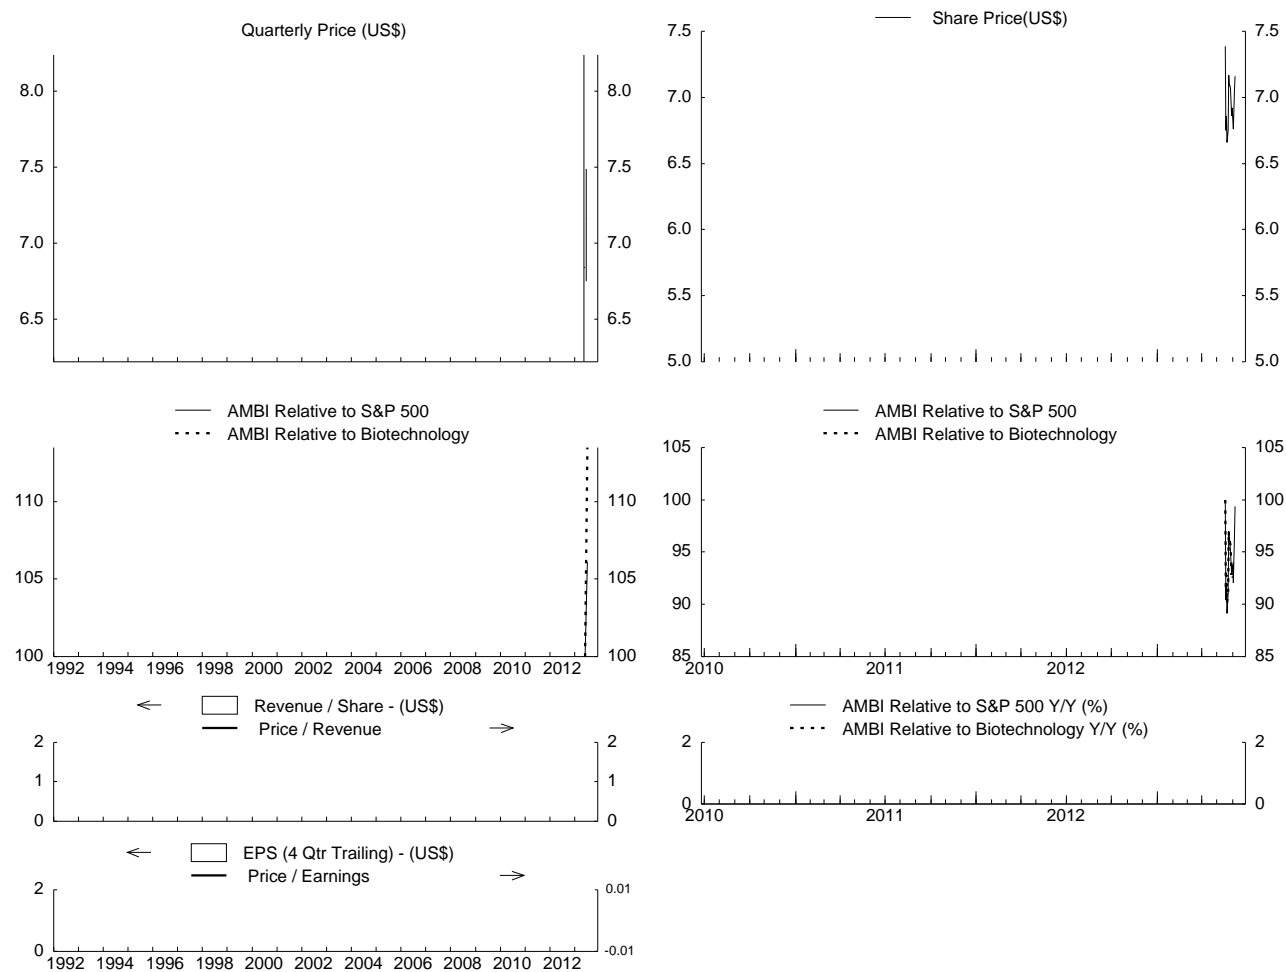 Quarterly Price (US$)
8.0 8.0
7.5 7.5
7.0 7.0
6.5 6.5
Share Price(US$)
7.5 7.5
7.0 7.0
6.5 6.5
6.0 6.0
5.5 5.5
5.0 5.0
AMBI Relative to S&P 500
AMBI Relative to Biotechnology
110 110
105 105
100 100
1992 1994 1996 1998 2000 2002 2004 2006 2008 2010 2012
AMBI Relative to S&P 500
AMBI Relative to Biotechnology
105 105
100 100
95 95
90 90
85 85
2010 2011 2012
Revenue / Share - (US$)
Price / Revenue
2 2
1 1
0 0
AMBI Relative to S&P 500 Y/Y (%)
AMBI Relative to Biotechnology Y/Y (%)
2 2
0 0
2010 2011 2012
EPS (4 Qtr Trailing) - (US$)
Price / Earnings
2 0.01
0 -0.01
1992 1994 1996 1998 2000 2002 2004 2006 2008 2010 2012